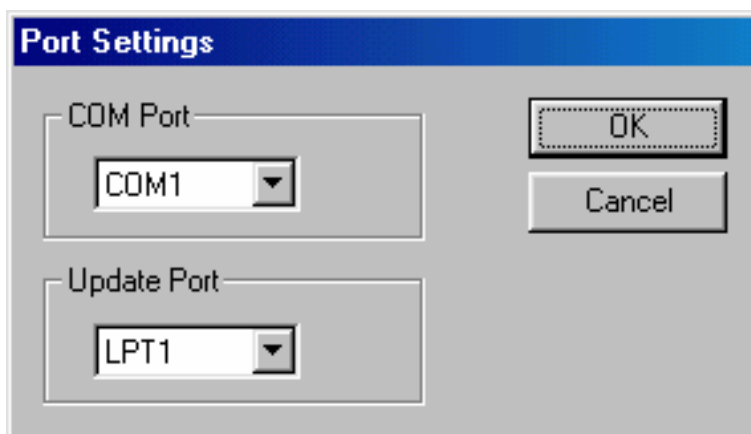 Port Settings
COM Port
COM1
OK
Cancel
Update Port
LPT1